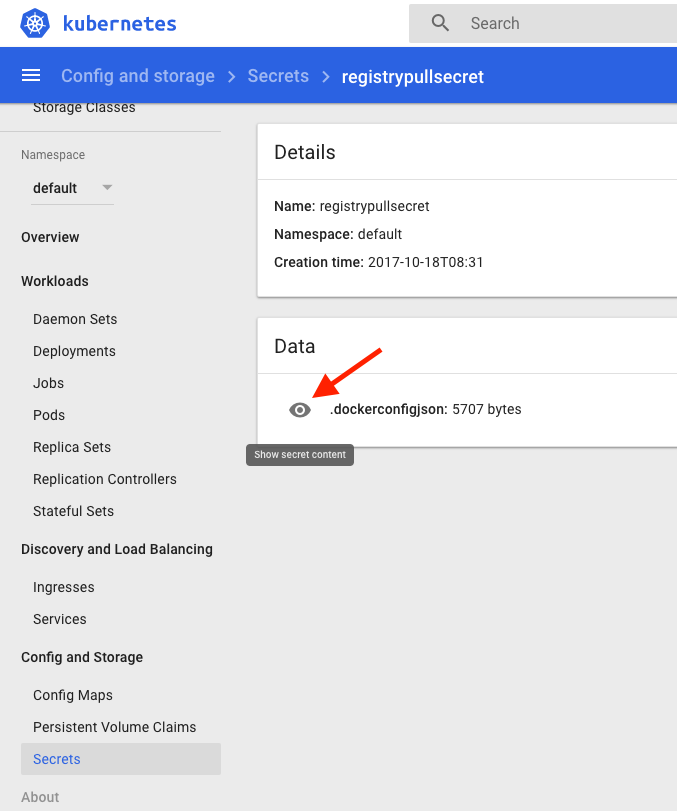 kubernetes
Search
Config and storage > Secrets > registrypullsecret
Storage Classes
Namespace
default
Overview
Workloads
Daemon Sets
Deployments
Jobs
Pods
Replica Sets
Replication Controllers
Stateful Sets
Discovery and Load Balancing
Ingresses
Services
Config and Storage
Config Maps
Persistent Volume Claims
Secrets
About
Details
Name: registrypullsecret
Namespace: default
Creation time: 2017-10-18T08:31
Data
.dockerconfigjson: 5707 bytes
Show secret content